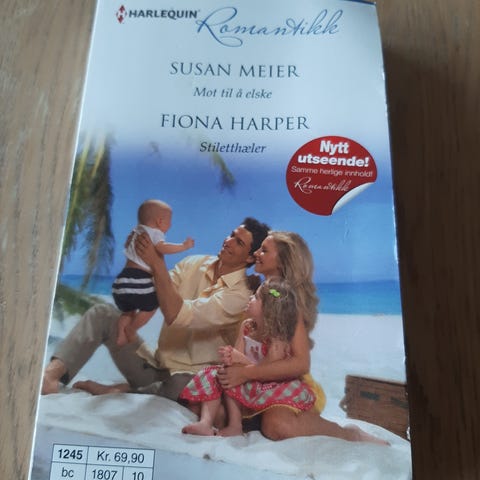 HARLEQUIN
Romantikk
SUSAN MEIER
Mot til å elske
FIONA HARPER
Stiletthæler
Nytt
utseende!
Samme herlige innhold!
Romantikk
1245 Kr. 69,90
bc 1807 10